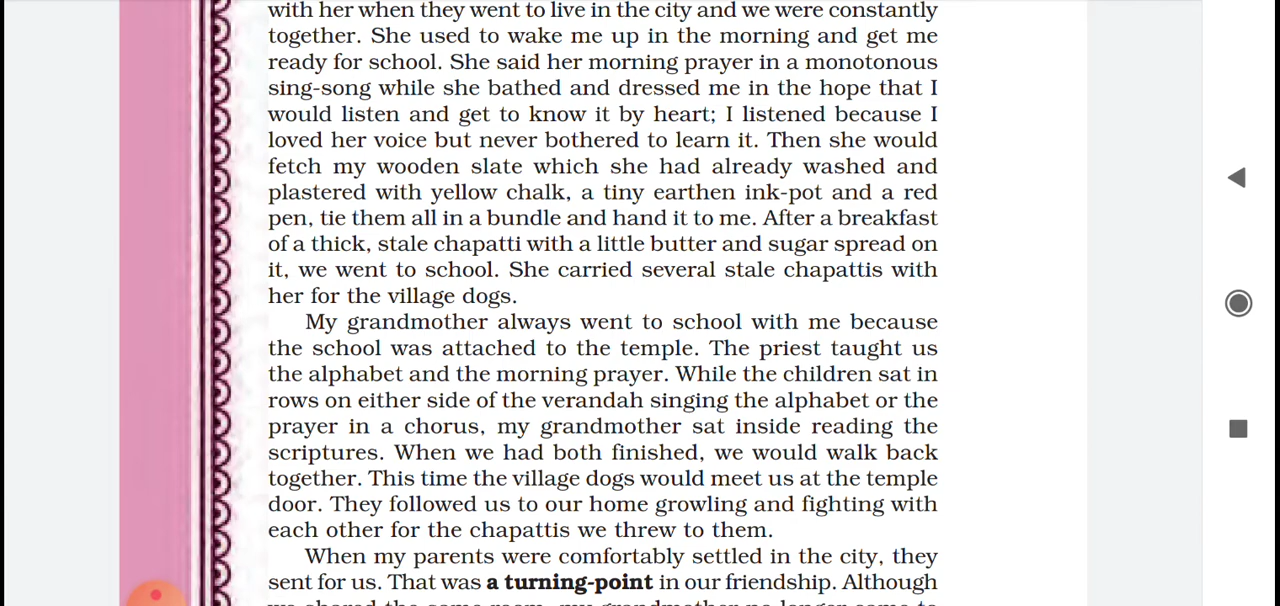 with her when they went to live in the city and we were constantly
together. She used to wake me up in the morning and get me
ready for school. She said her morning prayer in a monotonous
sing-song while she bathed and dressed me in the hope that I
would listen and get to know it by heart; I listened because I
loved her voice but never bothered to learn it. Then she would
fetch my wooden slate which she had already washed and
plastered with yellow chalk, a tiny earthen ink-pot and a red
pen, tie them all in a bundle and hand it to me. After a breakfast
of a thick, stale chapatti with a little butter and sugar spread on
it, we went to school. She carried several stale chapattis with
her for the village dogs.
My grandmother always went to school with me because
the school was attached to the temple. The priest taught us
the alphabet and the morning prayer. While the children sat in
rows on either side of the verandah singing the alphabet or the
prayer in a chorus, my grandmother sat inside reading the
scriptures. When we had both finished, we would walk back
together. This time the village dogs would meet us at the temple
door. They followed us to our home growling and fighting with
each other for the chapattis we threw to them.
When my parents were comfortably settled in the city, they
sent for us. That was a turning-point in our friendship. Although